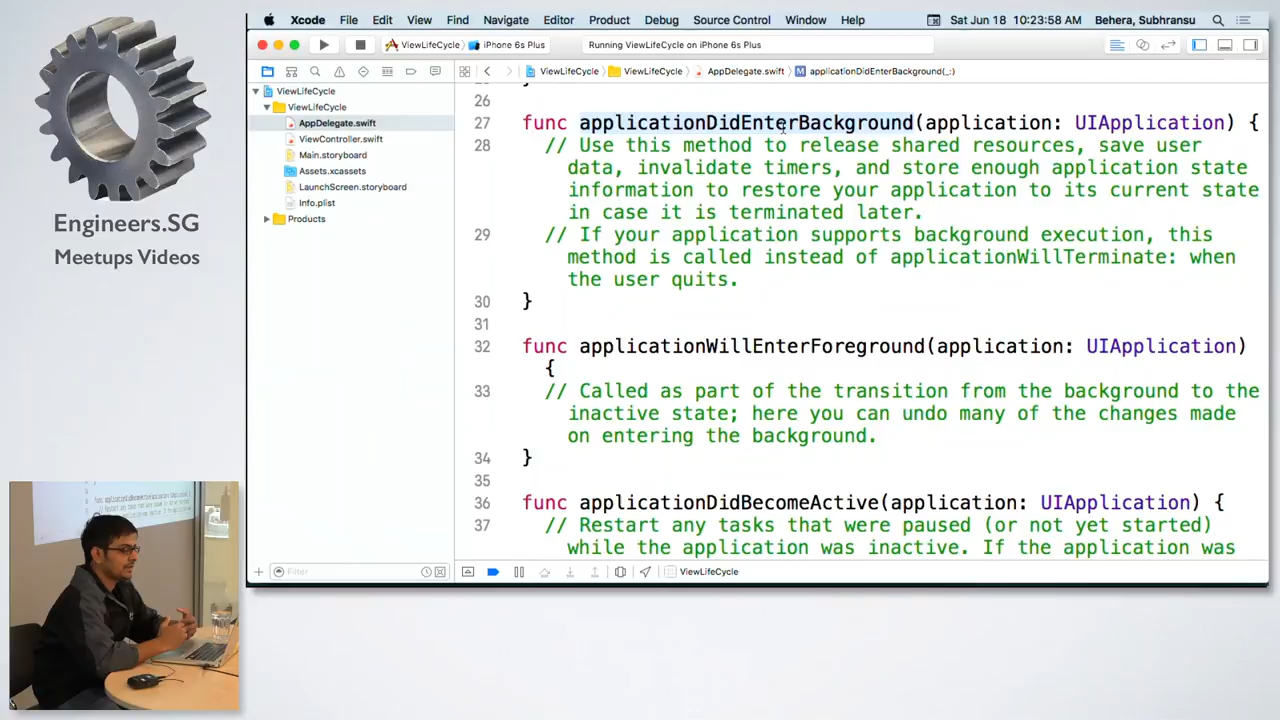 Xcode File Edit View Find Navigate Editor Product Debug Source Control Window Help Sat Jun 18 10:23:58 AM Behera, Subhransu
ViewLifeCycle iPhone 6s Plus Running ViewLifeCycle on iPhone 6s Plus
ViewLifeCycle ViewLifeCycle AppDelegate.swift M applicationDidEnterBackground(_:)
ViewLifeCycle
ViewLifeCycle
AppDelegate.swift
ViewController.swift
Main.storyboard
Assets.xcassets
LaunchScreen.storyboard
Info.plist
Products
Filter
26
27 func applicationDidEnterBackground(application: UIApplication) {
28 // Use this method to release shared resources, save user
data, invalidate timers, and store enough application state
information to restore your application to its current state
in case it is terminated later.
29 // If your application supports background execution, this
method is called instead of applicationWillTerminate: when
the user quits.
30 }
31
32 func applicationWillEnterForeground(application: UIApplication)
{
33 // Called as part of the transition from the background to the
inactive state; here you can undo many of the changes made
on entering the background.
34 }
35
36 func applicationDidBecomeActive(application: UIApplication) {
37 // Restart any tasks that were paused (or not yet started)
while the application was inactive. If the application was
ViewLifeCycle
Engineers.SG
Meetups Videos